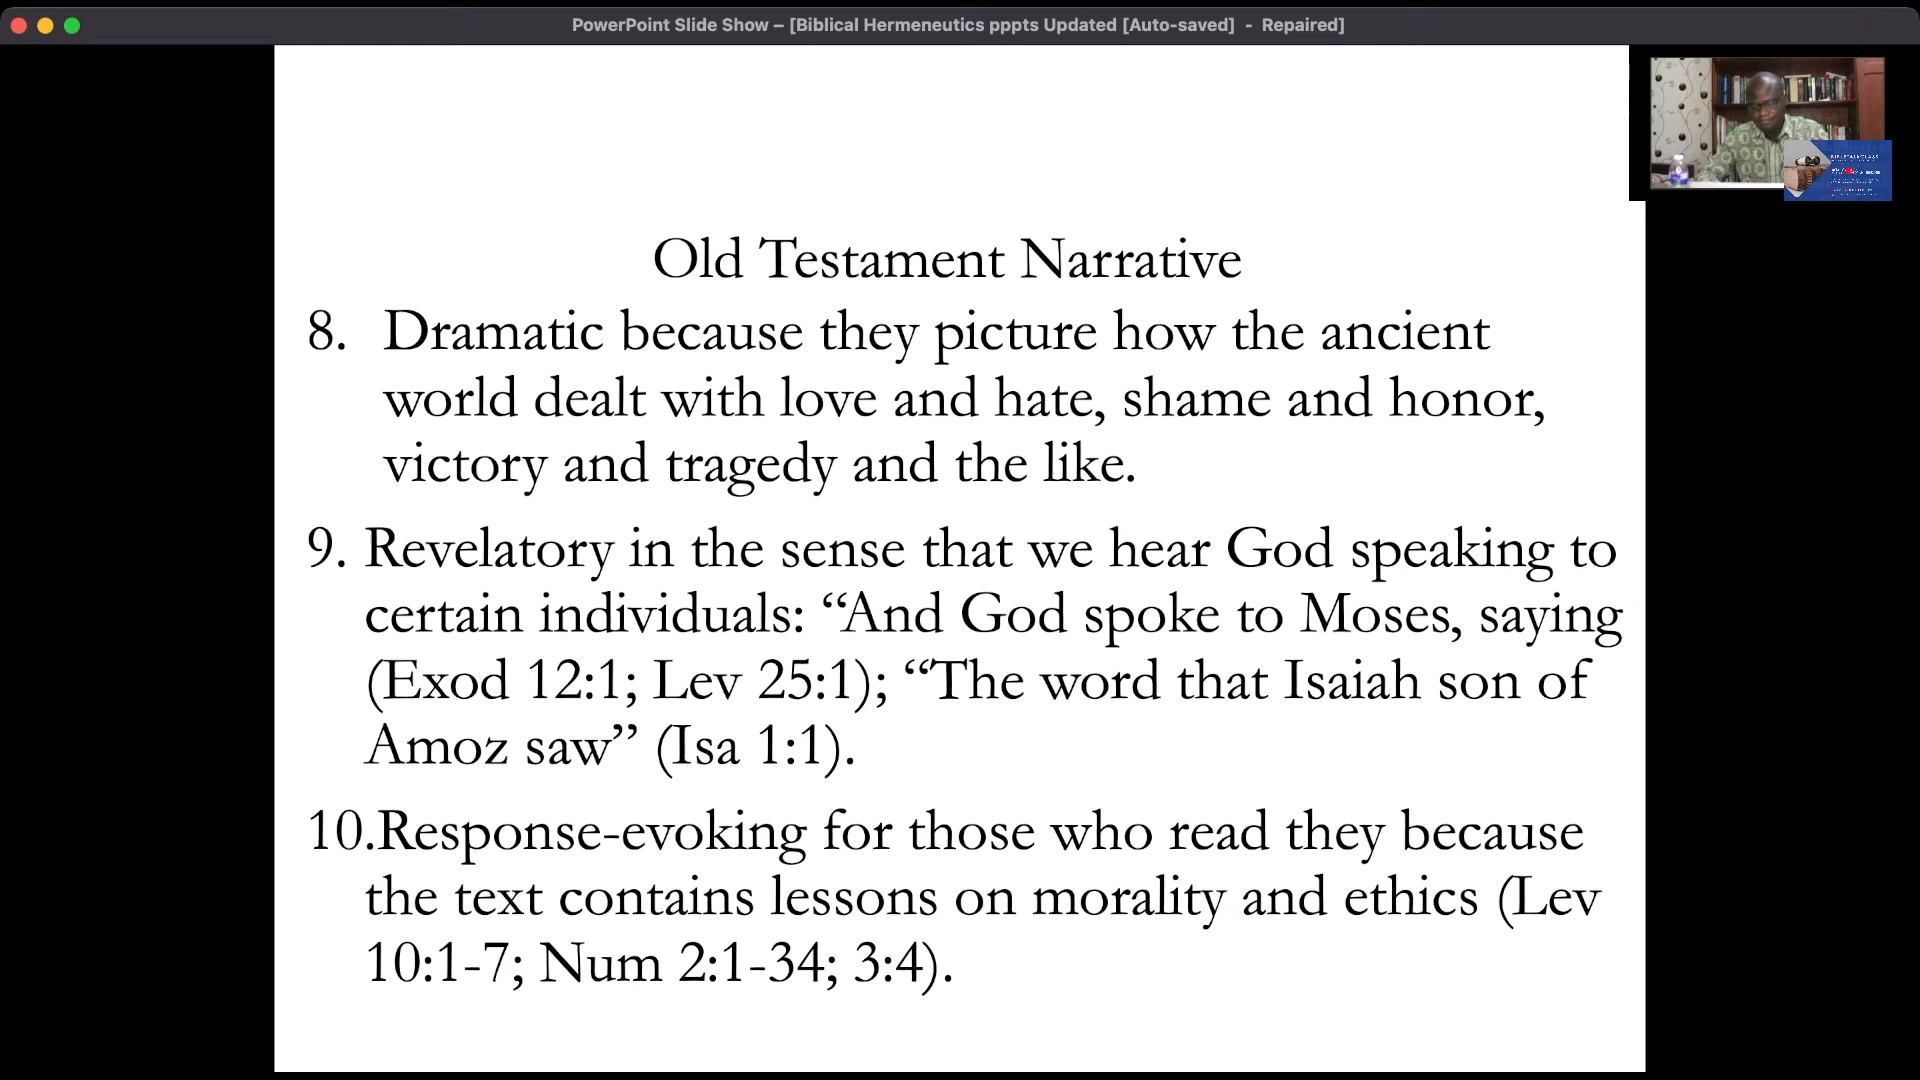 PowerPoint Slide Show – [Biblical Hermeneutics pppts Updated [Auto-saved]  -  Repaired]
Old Testament Narrative
8. Dramatic because they picture how the ancient
world dealt with love and hate, shame and honor,
victory and tragedy and the like.
9. Revelatory in the sense that we hear God speaking to
certain individuals: “And God spoke to Moses, saying
(Exod 12:1; Lev 25:1); “The word that Isaiah son of
Amoz saw” (Isa 1:1).
10.Response-evoking for those who read they because
the text contains lessons on morality and ethics (Lev
10:1-7; Num 2:1-34; 3:4).